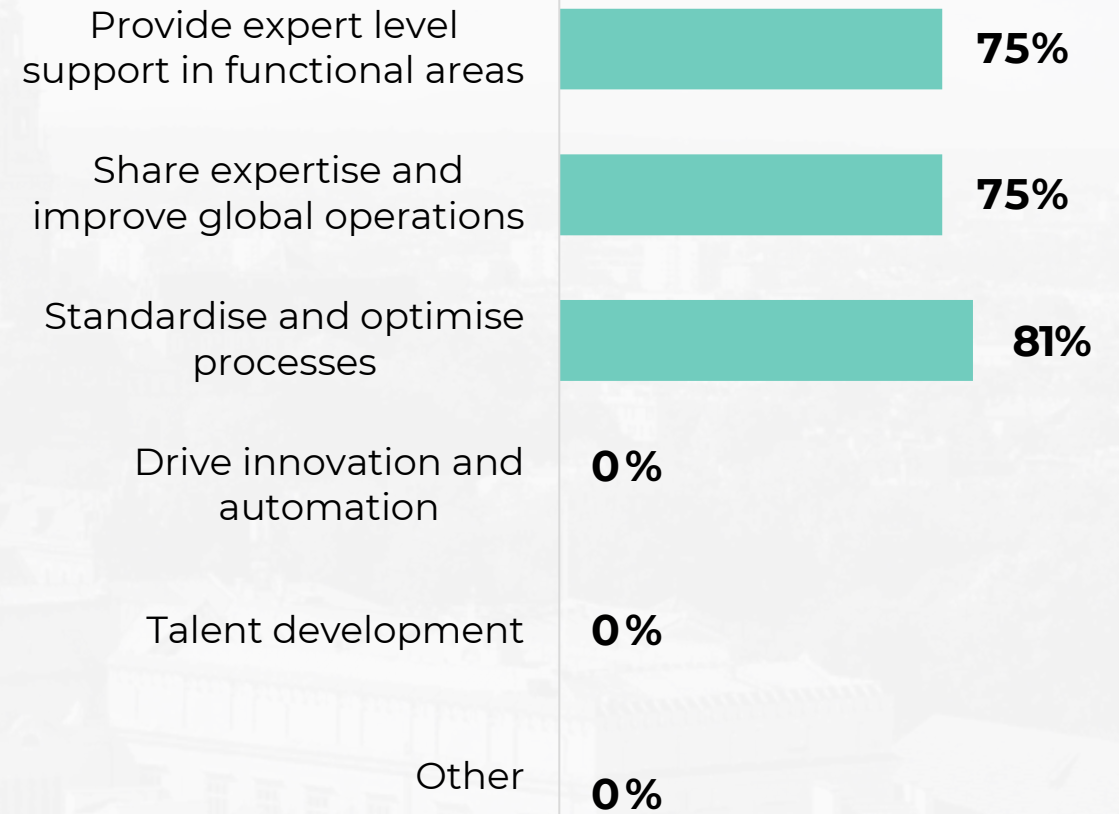 Provide expert level
support in functional areas
75%
Share expertise and
improve global operations
75%
Standardise and optimise
processes
81%
Drive innovation and
automation
0%
Talent development
0%
Other
0%